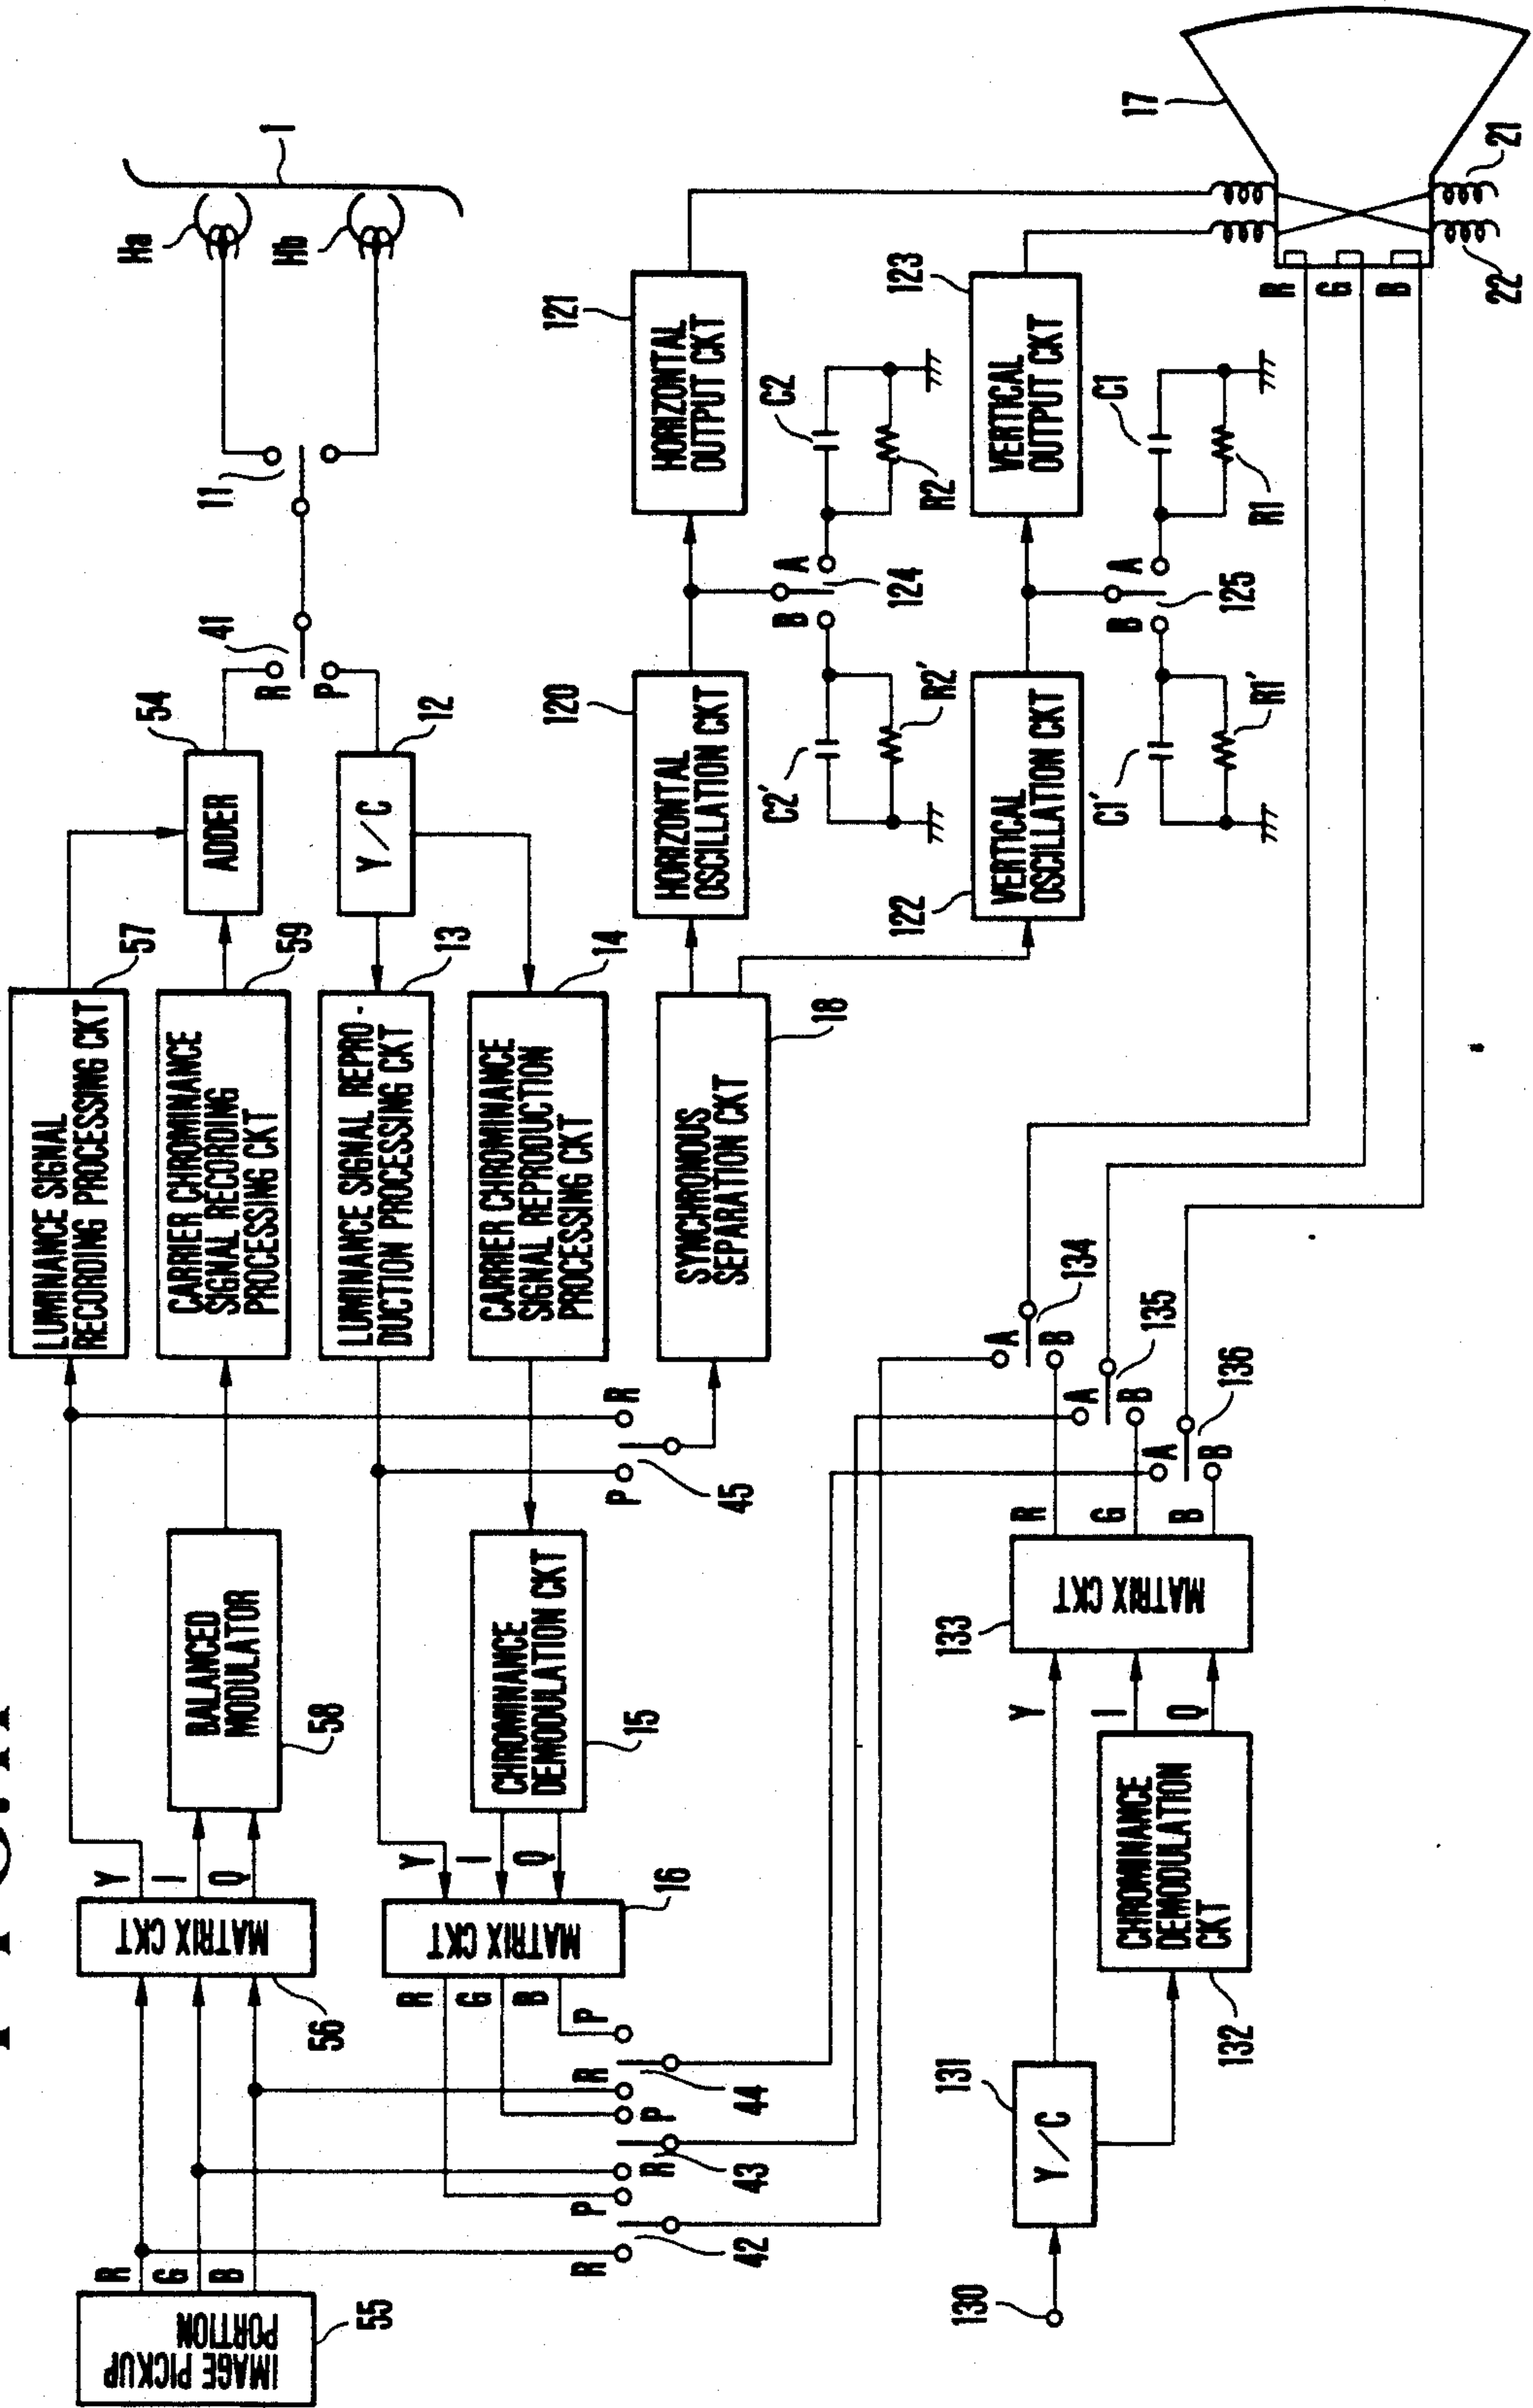 1
Ha
Hb
11
41
R
P
54
ADDER
12
Y/C
57
LUMINANCE SIGNAL
RECORDING PROCESSING CKT
59
CARRIER CHROMINANCE
SIGNAL RECORDING
PROCESSING CKT
13
LUMINANCE SIGNAL REPRO-
DUCTION PROCESSING CKT
14
CARRIER CHROMINANCE
SIGNAL REPRODUCTION
PROCESSING CKT
18
SYNCHRONOUS
SEPARATION CKT
R
P
45
BALANCED
MODULATOR
58
CHROMINANCE
DEMODULATION CKT
15
Y
I
Q
MATRIX CKT
56
Y
I
Q
MATRIX CKT
16
R
G
B
IMAGE PICKUP
PORTION
55
R
G
B
P
R
44
P
R
43
P
R
42
120
HORIZONTAL
OSCILLATION CKT
121
HORIZONTAL
OUTPUT CKT
C2
R2
A
B
124
C2'
R2'
122
VERTICAL
OSCILLATION CKT
123
VERTICAL
OUTPUT CKT
C1
R1
A
B
125
C1'
R1'
17
21
22
R
G
B
A
B
134
A
B
135
A
B
136
R
G
B
133
MATRIX CKT
Y
I
Q
CHROMINANCE
DEMODULATION
CKT
132
131
Y/C
130